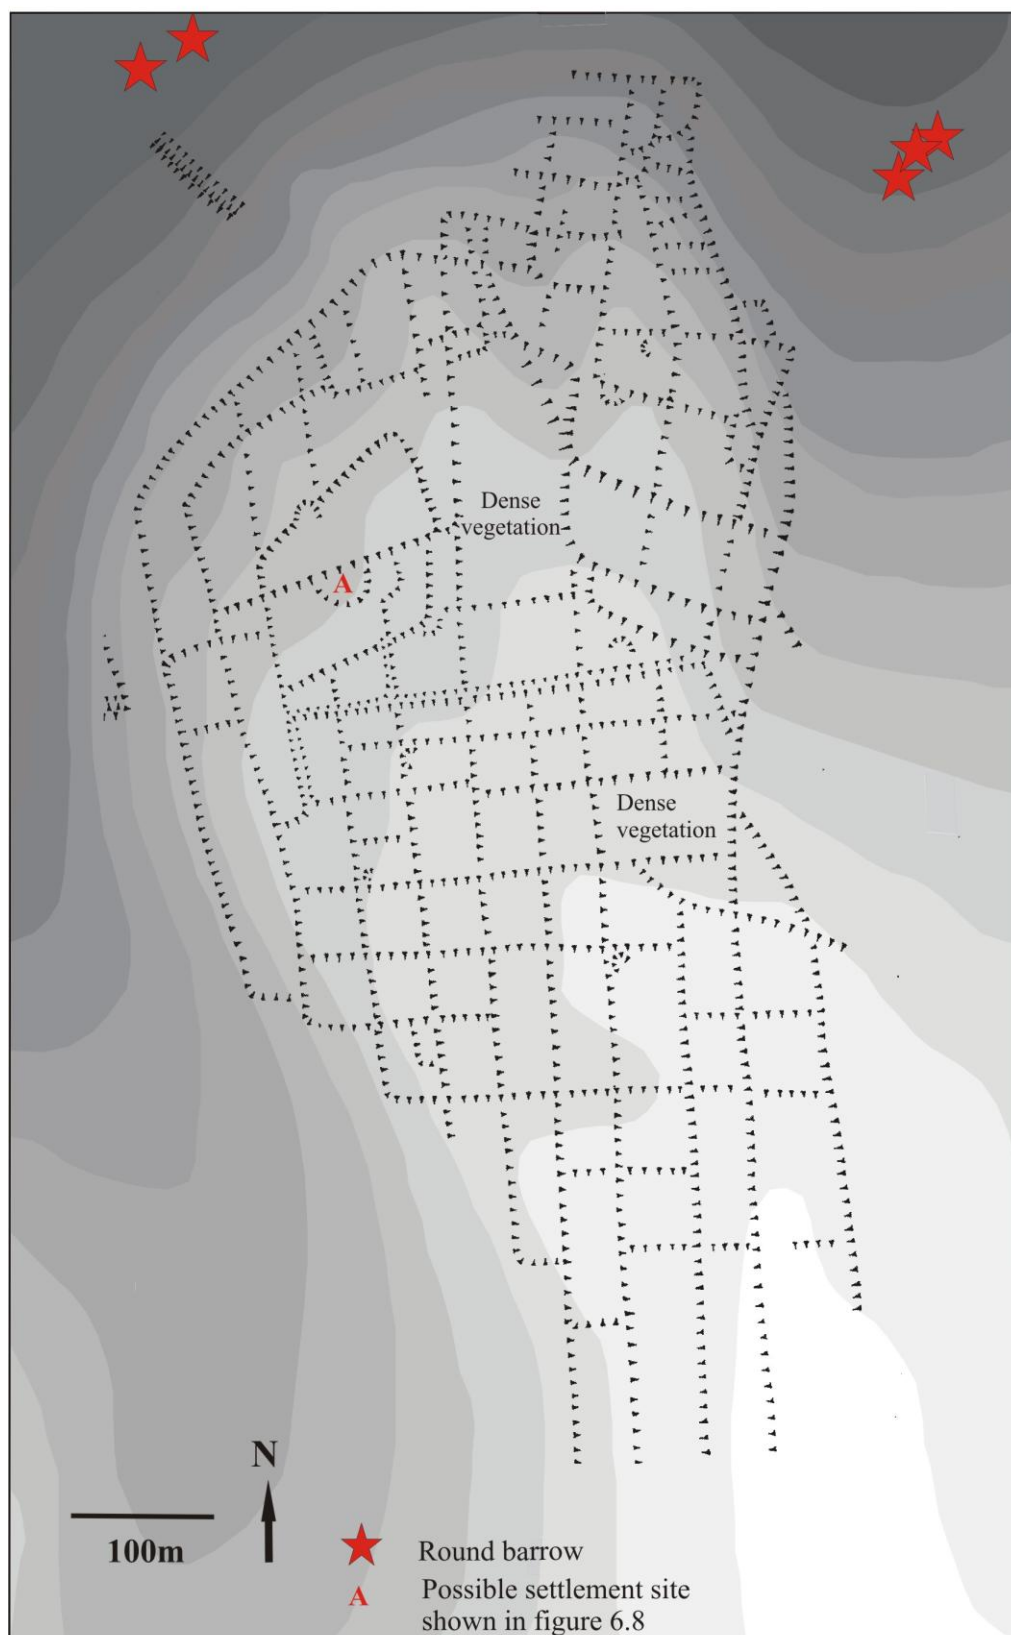 Dense
vegetation
A
Dense
vegetation
N
100m
Round barrow
A Possible settlement site
shown in figure 6.8